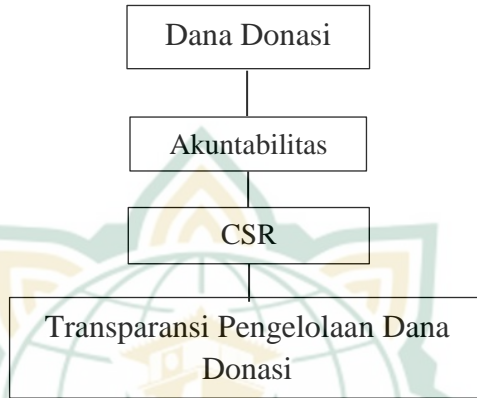 Dana Donasi
Akuntabilitas
CSR
Transparansi Pengelolaan Dana
Donasi